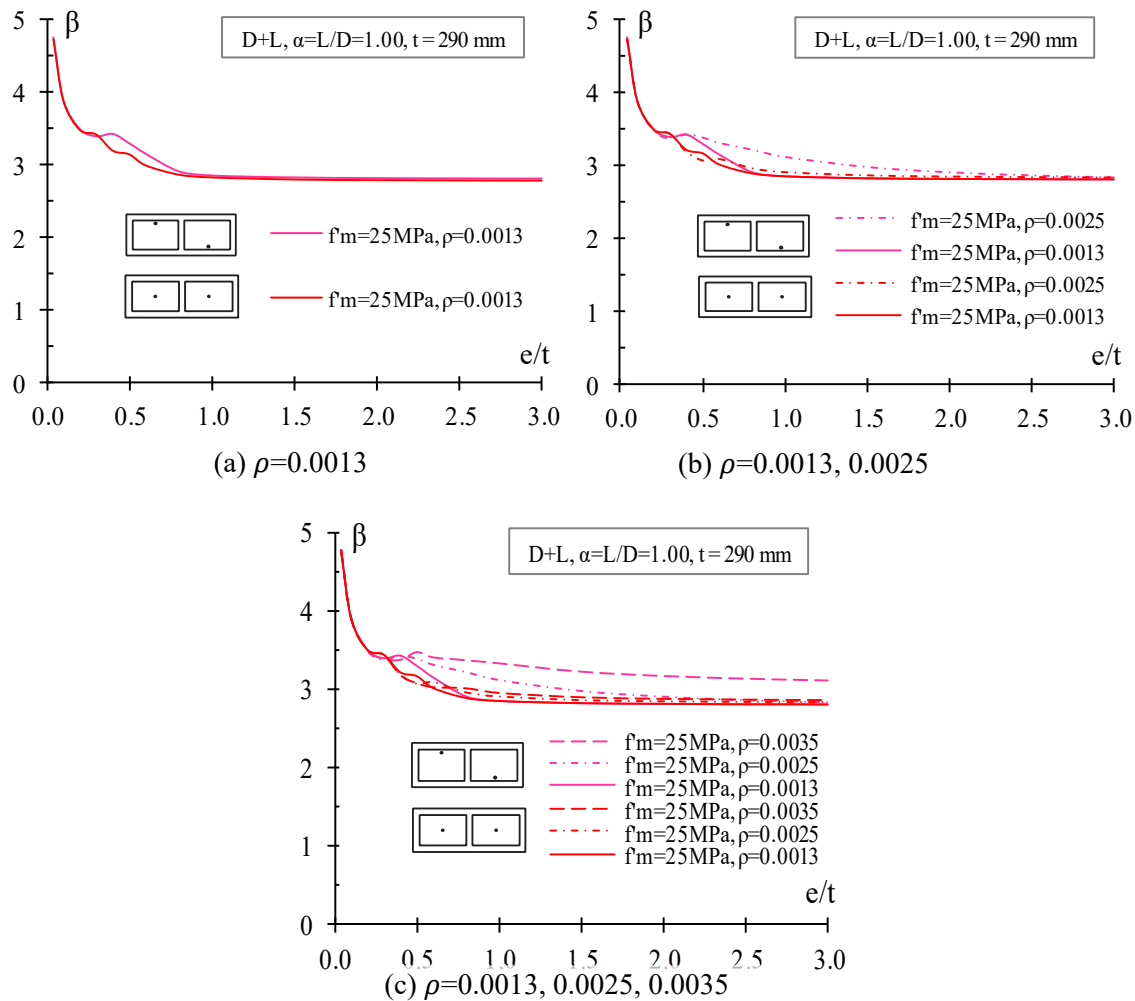 β
D+L, α=L/D=1.00, t = 290 mm
5
4
3
2
1
0
f'm=25MPa, ρ=0.0013
f'm=25MPa, ρ=0.0013
e/t
0.0 0.5 1.0 1.5 2.0 2.5 3.0
(a) ρ=0.0013
β
D+L, α=L/D=1.00, t = 290 mm
5
4
3
2
1
0
f'm=25MPa, ρ=0.0025
f'm=25MPa, ρ=0.0013
f'm=25MPa, ρ=0.0025
f'm=25MPa, ρ=0.0013
e/t
0.0 0.5 1.0 1.5 2.0 2.5 3.0
(b) ρ=0.0013, 0.0025
β
D+L, α=L/D=1.00, t = 290 mm
5
4
3
2
1
0
f'm=25MPa, ρ=0.0035
f'm=25MPa, ρ=0.0025
f'm=25MPa, ρ=0.0013
f'm=25MPa, ρ=0.0035
f'm=25MPa, ρ=0.0025
f'm=25MPa, ρ=0.0013
e/t
0.0 0.5 1.0 1.5 2.0 2.5 3.0
(c) ρ=0.0013, 0.0025, 0.0035